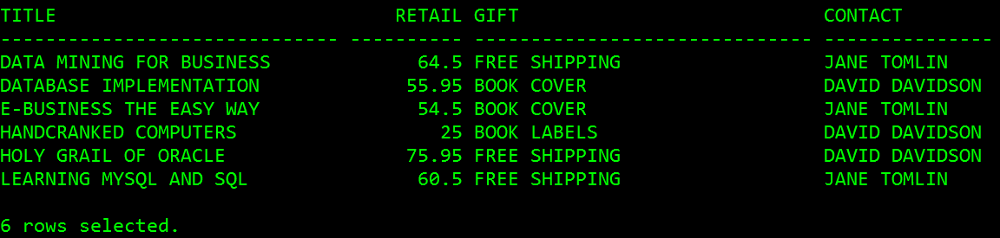 TITLE                              RETAIL GIFT                           CONTACT
------------------------------ ---------- ------------------------------ ---------------
DATA MINING FOR BUSINESS             64.5 FREE SHIPPING                  JANE TOMLIN
DATABASE IMPLEMENTATION             55.95 BOOK COVER                     DAVID DAVIDSON
E-BUSINESS THE EASY WAY              54.5 BOOK COVER                     JANE TOMLIN
HANDCRANKED COMPUTERS                  25 BOOK LABELS                    DAVID DAVIDSON
HOLY GRAIL OF ORACLE                75.95 FREE SHIPPING                  DAVID DAVIDSON
LEARNING MYSQL AND SQL               60.5 FREE SHIPPING                  JANE TOMLIN
6 rows selected.